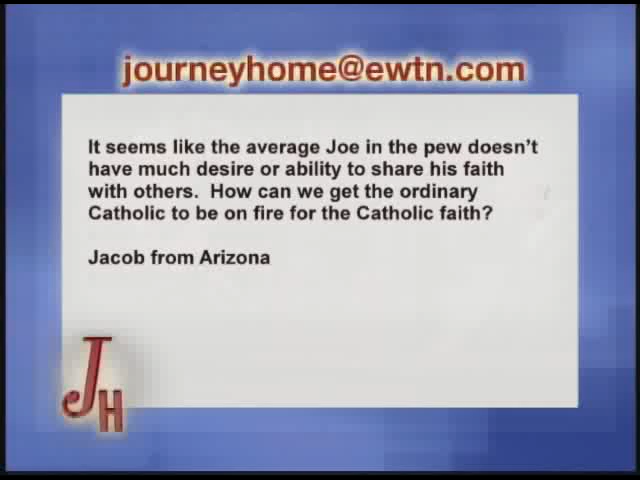 journeyhome@ewtn.com
It seems like the average Joe in the pew doesn't
have much desire or ability to share his faith
with others.  How can we get the ordinary
Catholic to be on fire for the Catholic faith?
Jacob from Arizona
JH